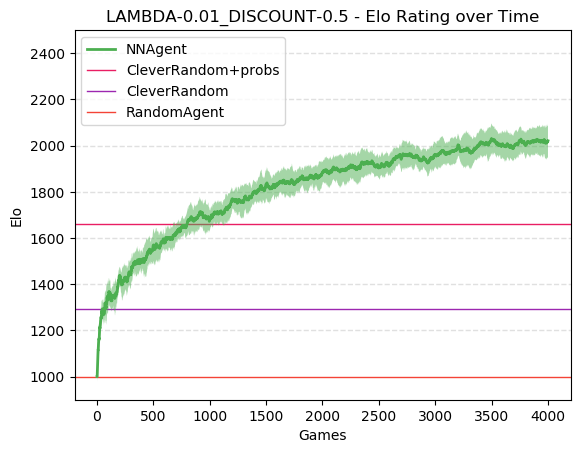 LAMBDA-0.01_DISCOUNT-0.5 - Elo Rating over Time
NNAgent
CleverRandom+probs
CleverRandom
RandomAgent
Elo
2400
2200
2000
1800
1600
1400
1200
1000
0 500 1000 1500 2000 2500 3000 3500 4000
Games